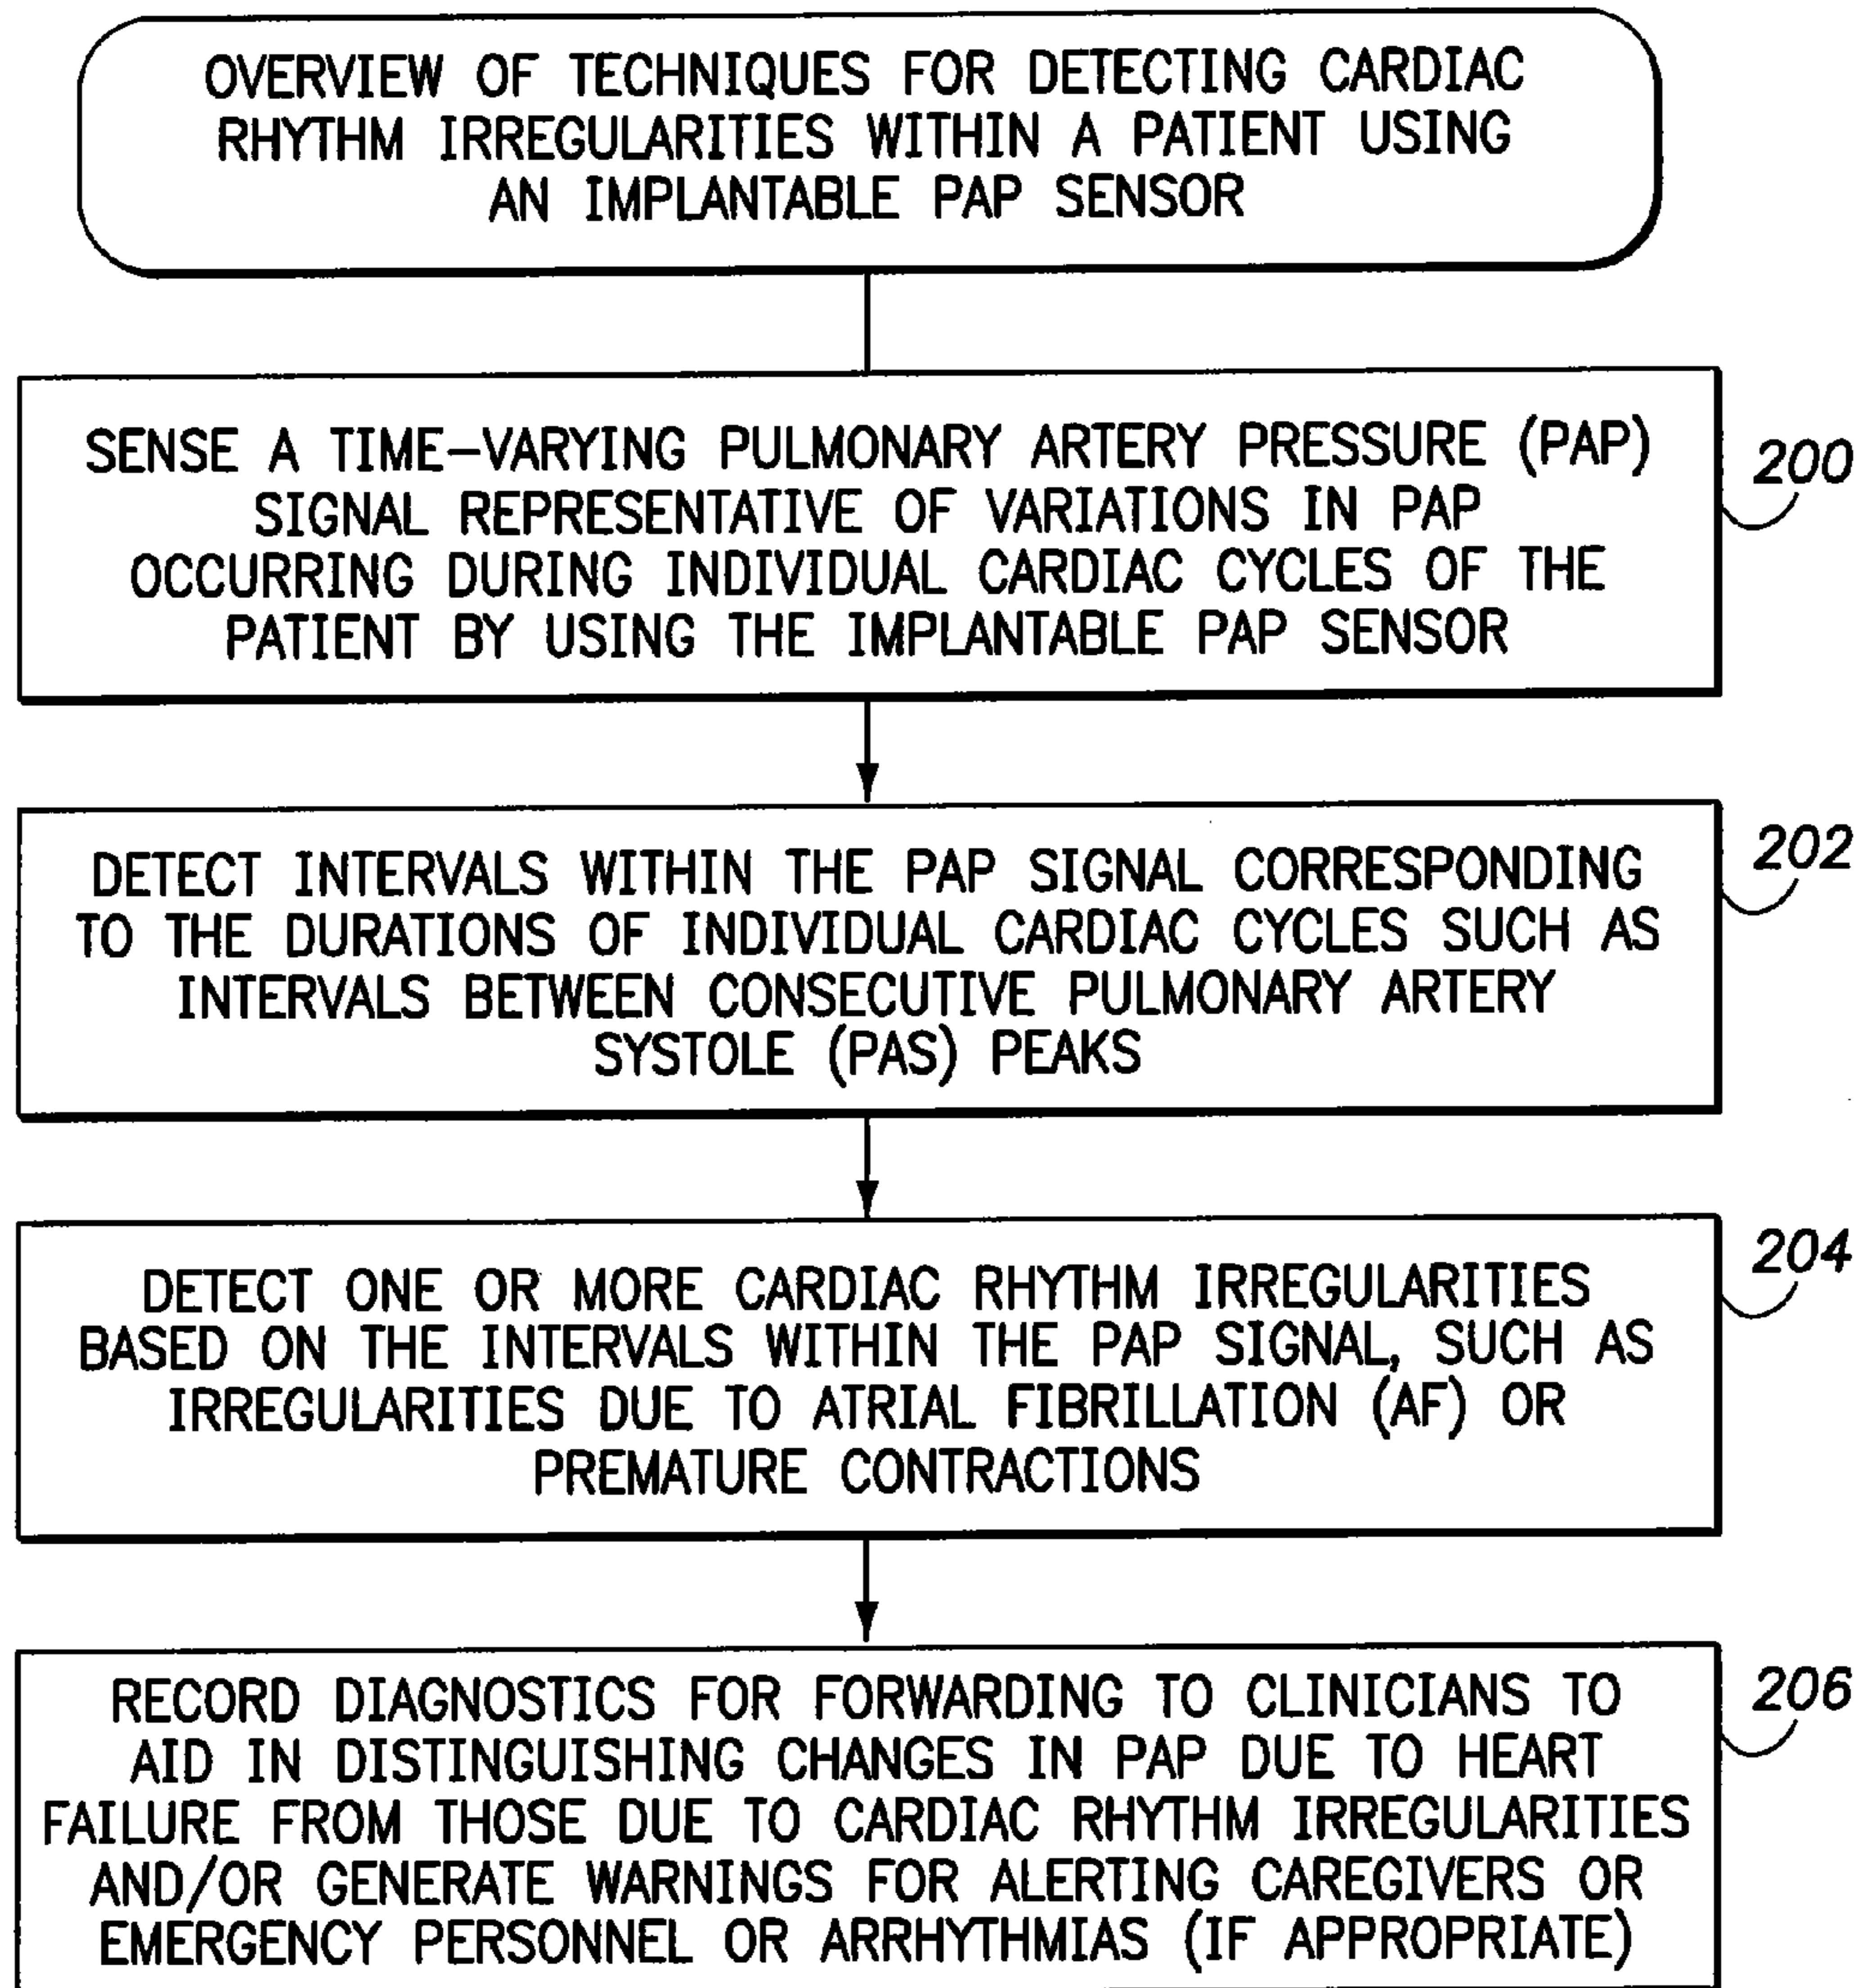 OVERVIEW OF TECHNIQUES FOR DETECTING CARDIAC
RHYTHM IRREGULARITIES WITHIN A PATIENT USING
AN IMPLANTABLE PAP SENSOR
SENSE A TIME-VARYING PULMONARY ARTERY PRESSURE (PAP)
SIGNAL REPRESENTATIVE OF VARIATIONS IN PAP
OCCURRING DURING INDIVIDUAL CARDIAC CYCLES OF THE
PATIENT BY USING THE IMPLANTABLE PAP SENSOR
200
DETECT INTERVALS WITHIN THE PAP SIGNAL CORRESPONDING
TO THE DURATIONS OF INDIVIDUAL CARDIAC CYCLES SUCH AS
INTERVALS BETWEEN CONSECUTIVE PULMONARY ARTERY
SYSTOLE (PAS) PEAKS
202
DETECT ONE OR MORE CARDIAC RHYTHM IRREGULARITIES
BASED ON THE INTERVALS WITHIN THE PAP SIGNAL, SUCH AS
IRREGULARITIES DUE TO ATRIAL FIBRILLATION (AF) OR
PREMATURE CONTRACTIONS
204
RECORD DIAGNOSTICS FOR FORWARDING TO CLINICIANS TO
AID IN DISTINGUISHING CHANGES IN PAP DUE TO HEART
FAILURE FROM THOSE DUE TO CARDIAC RHYTHM IRREGULARITIES
AND/OR GENERATE WARNINGS FOR ALERTING CAREGIVERS OR
EMERGENCY PERSONNEL OR ARRHYTHMIAS (IF APPROPRIATE)
206